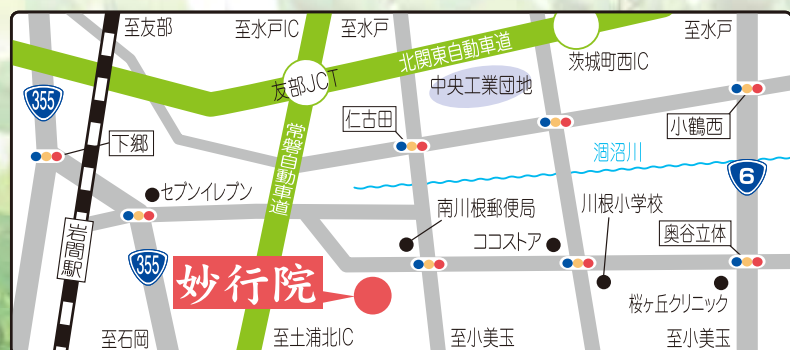 至友部
至水戸IC
至水戸
至水戸
北関東自動車道
茨城町西IC
友部JCT
中央工業団地
355
仁古田
小鶴西
下郷
常磐自動車道
涸沼川
6
セブンイレブン
南川根郵便局
川根小学校
岩間駅
ココストア
奥谷立体
355
妙行院
桜ヶ丘クリニック
至石岡
至土浦北IC
至小美玉
至小美玉